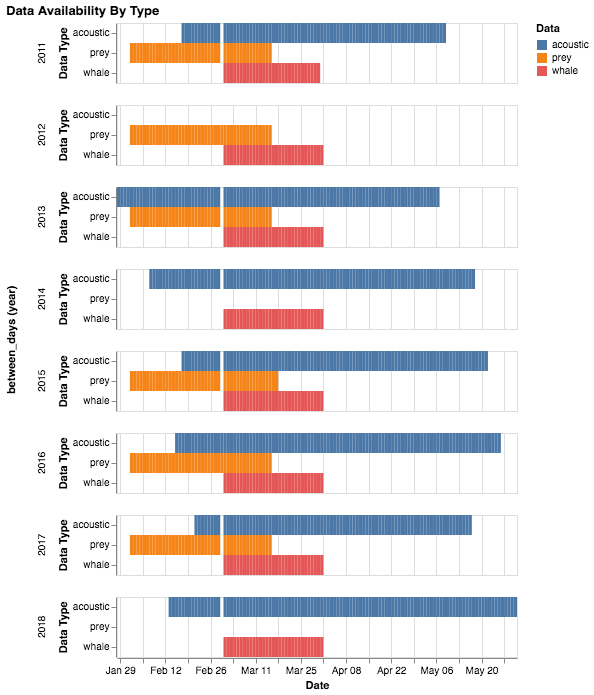 Data Availability By Type
Data
acoustic
prey
whale
between_days (year)
2011
Data Type
acoustic
prey
whale
2012
Data Type
acoustic
prey
whale
2013
Data Type
acoustic
prey
whale
2014
Data Type
acoustic
prey
whale
2015
Data Type
acoustic
prey
whale
2016
Data Type
acoustic
prey
whale
2017
Data Type
acoustic
prey
whale
2018
Data Type
acoustic
prey
whale
Jan 29 Feb 12 Feb 26 Mar 11 Mar 25 Apr 08 Apr 22 May 06 May 20
Date